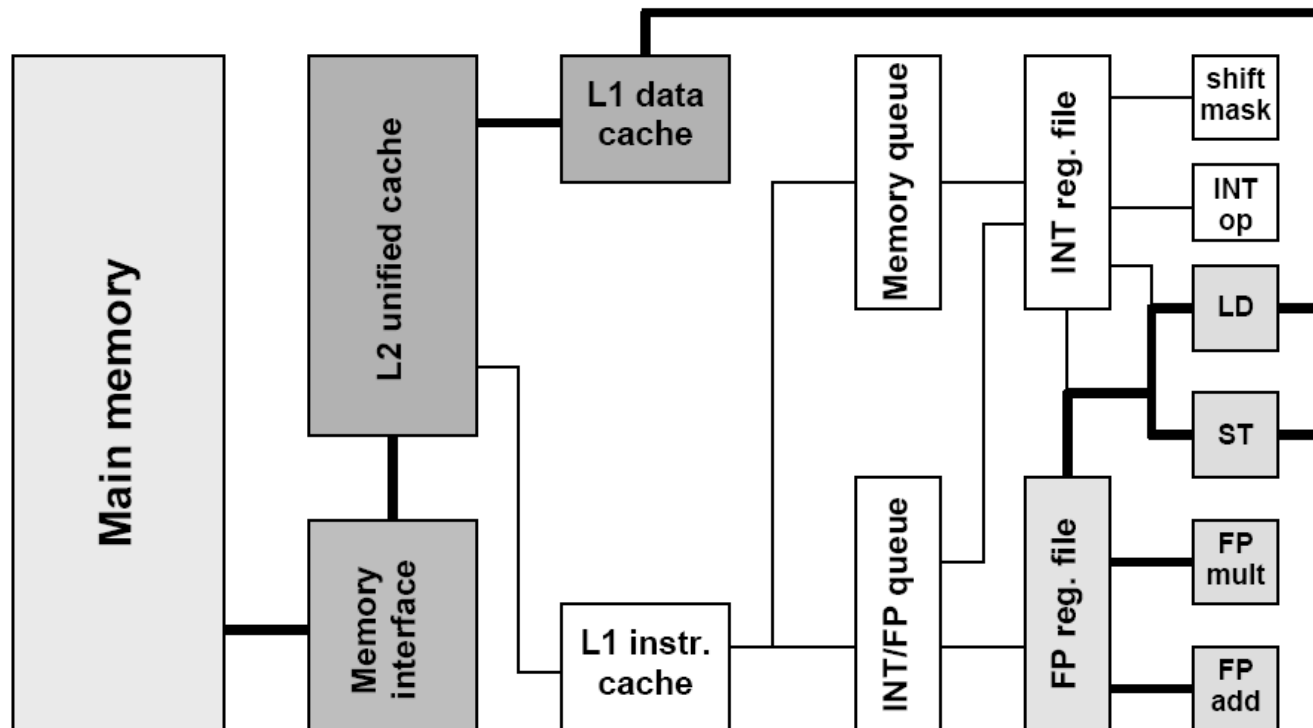 Main memory
L2 unified cache
Memory
interface
L1 data
cache
L1 instr.
cache
Memory queue
INT/FP queue
INT reg. file
FP reg. file
shift
mask
INT
op
LD
ST
FP
mult
FP
add